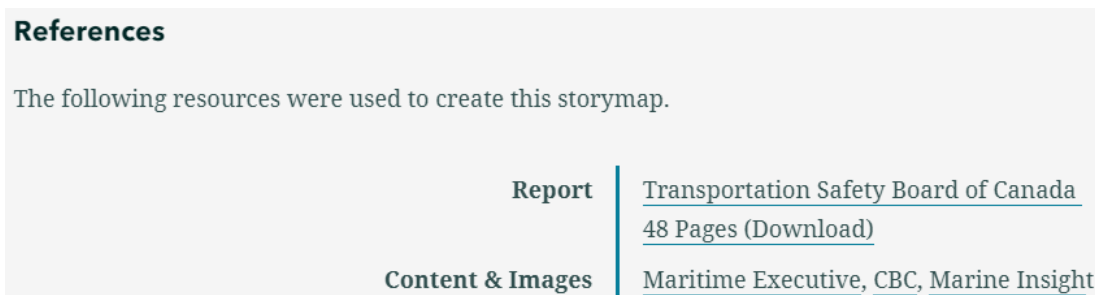 References
The following resources were used to create this storymap.
Report
Transportation Safety Board of Canada
48 Pages (Download)
Content & Images
Maritime Executive, CBC, Marine Insight